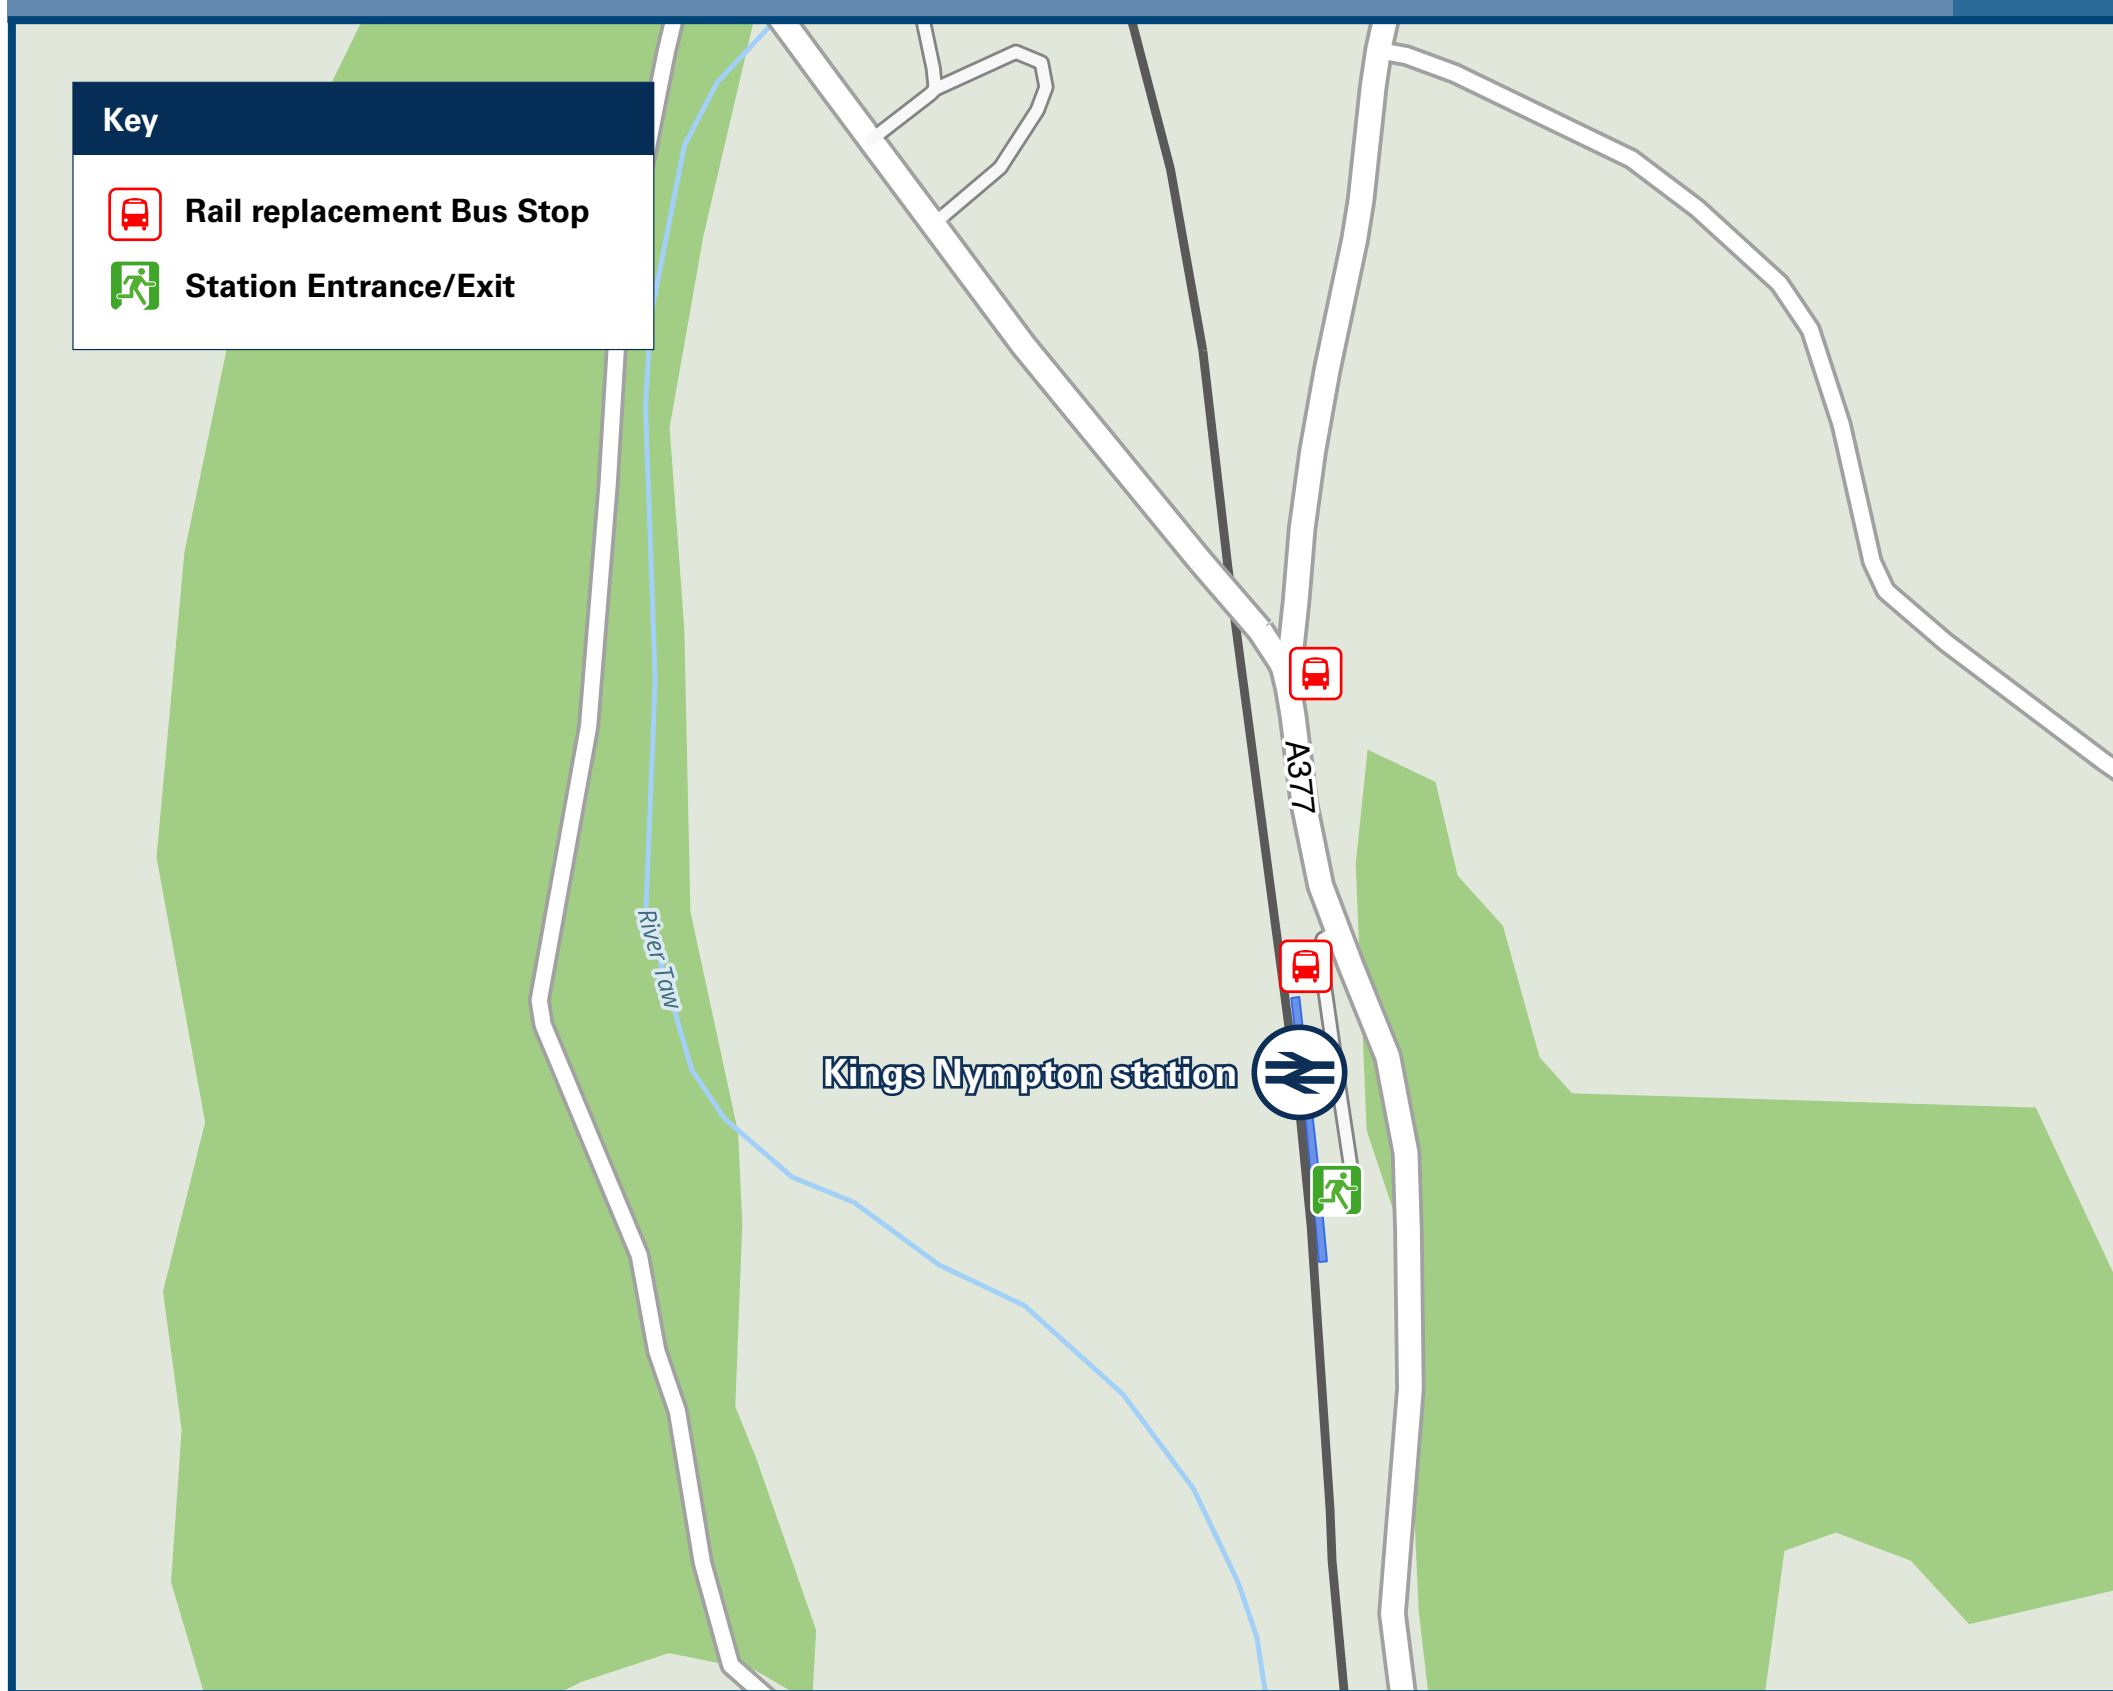 Key
Rail replacement Bus Stop
Station Entrance/Exit
A377
River Taw
Kings Nympton station